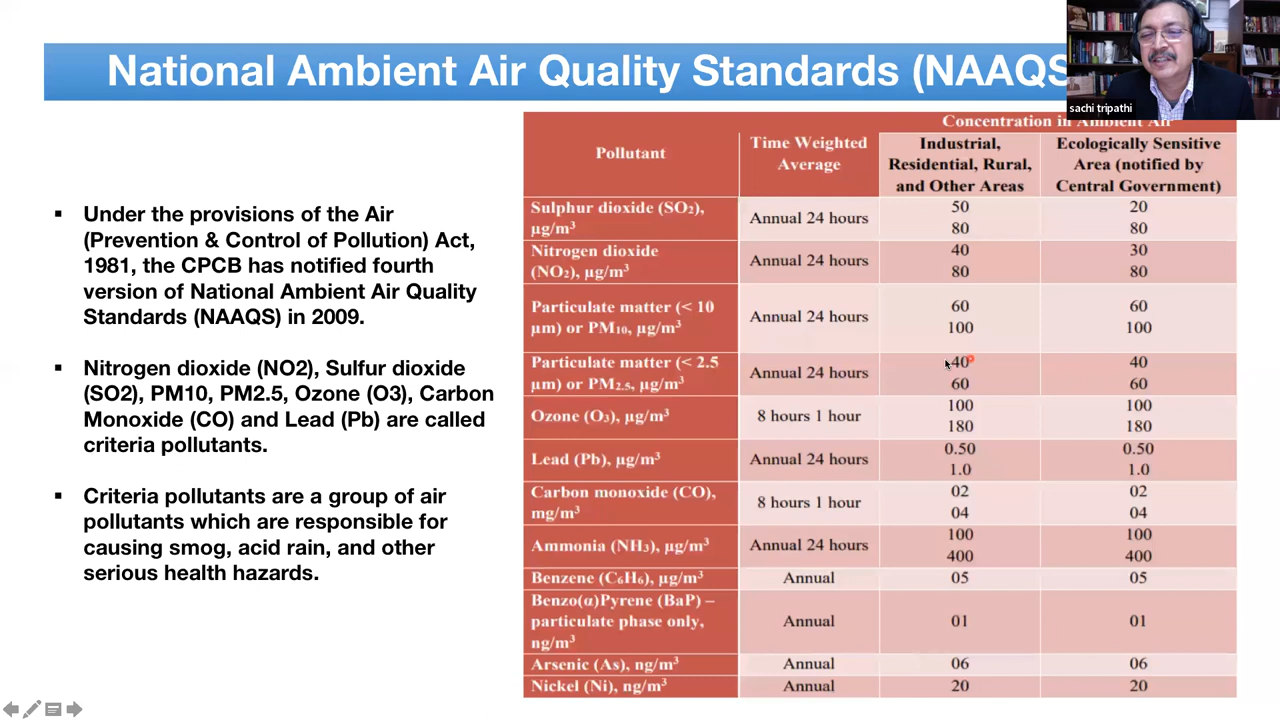 National Ambient Air Quality Standards (NAAQS
sachi tripathi
▪ Under the provisions of the Air
(Prevention & Control of Pollution) Act,
1981, the CPCB has notified fourth
version of National Ambient Air Quality
Standards (NAAQS) in 2009.
▪ Nitrogen dioxide (NO2), Sulfur dioxide
(SO2), PM10, PM2.5, Ozone (O3), Carbon
Monoxide (CO) and Lead (Pb) are called
criteria pollutants.
▪ Criteria pollutants are a group of air
pollutants which are responsible for
causing smog, acid rain, and other
serious health hazards.
Concentration in Ambient Air
Pollutant
Time Weighted
Average
Industrial,
Residential, Rural,
and Other Areas
Ecologically Sensitive
Area (notified by
Central Government)
Sulphur dioxide (SO₂),
µg/m³
Annual 24 hours
50
80
20
80
Nitrogen dioxide
(NO₂), µg/m³
Annual 24 hours
40
80
30
80
Particulate matter (< 10
µm) or PM₁₀, µg/m³
Annual 24 hours
60
100
60
100
Particulate matter (< 2.5
µm) or PM₂.₅, µg/m³
Annual 24 hours
40
60
40
60
Ozone (O₃), µg/m³
8 hours 1 hour
100
180
100
180
Lead (Pb), µg/m³
Annual 24 hours
0.50
1.0
0.50
1.0
Carbon monoxide (CO),
mg/m³
8 hours 1 hour
02
04
02
04
Ammonia (NH₃), µg/m³
Annual 24 hours
100
400
100
400
Benzene (C₆H₆), µg/m³
Annual
05
05
Benzo(α)Pyrene (BaP) –
particulate phase only,
ng/m³
Annual
01
01
Arsenic (As), ng/m³
Annual
06
06
Nickel (Ni), ng/m³
Annual
20
20